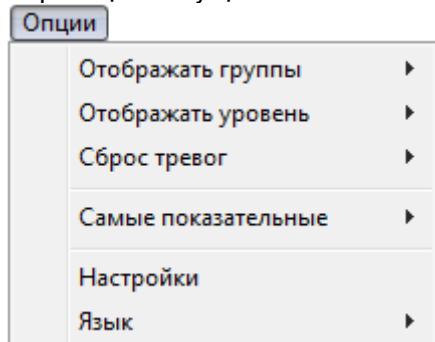 Опции
Отображать группы
Отображать уровень
Сброс тревог
Самые показательные
Настройки
Язык